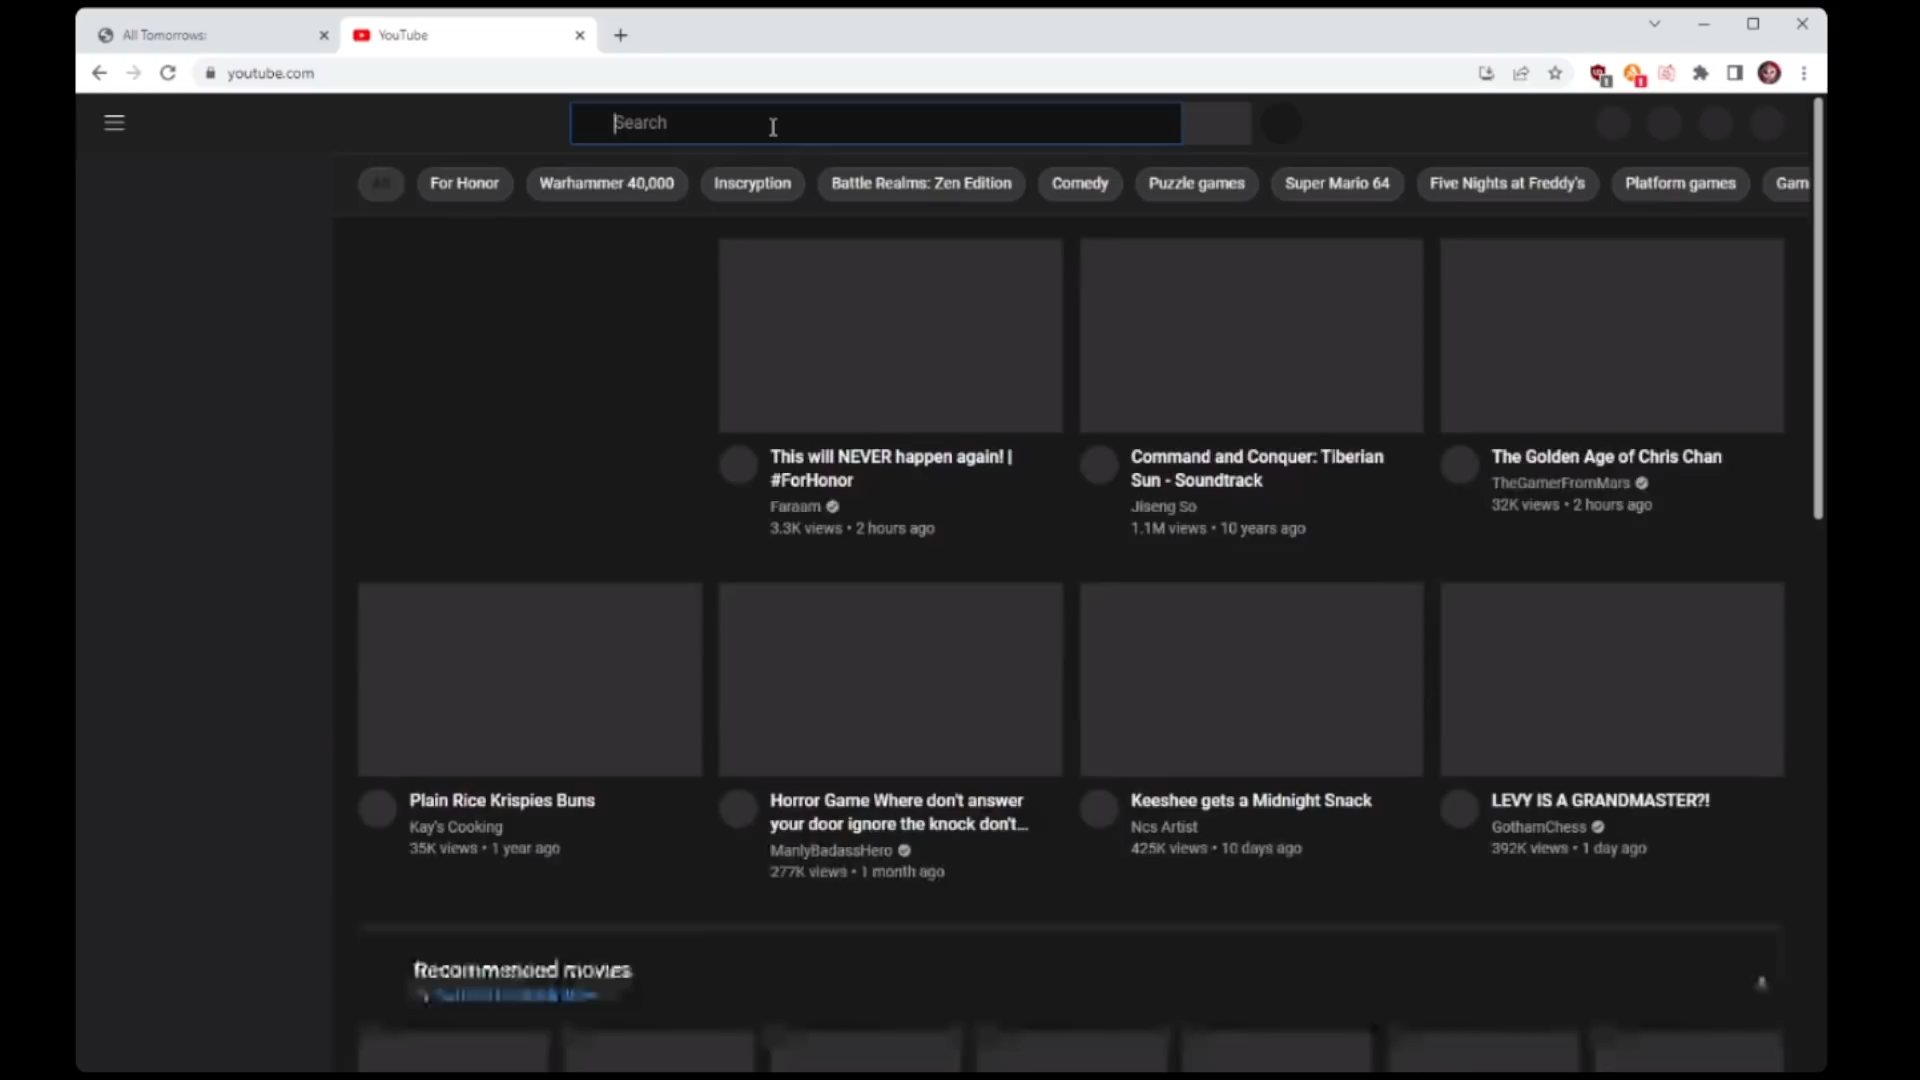 All Tomorrows:
YouTube
youtube.com
Search
All
For Honor
Warhammer 40,000
Inscryption
Battle Realms: Zen Edition
Comedy
Puzzle games
Super Mario 64
Five Nights at Freddy's
Platform games
Gam
This will NEVER happen again! |
#ForHonor
Faraam
3.3K views • 2 hours ago
Command and Conquer: Tiberian
Sun - Soundtrack
Jiseng So
1.1M views • 10 years ago
The Golden Age of Chris Chan
TheGamerFromMars
32K views • 2 hours ago
Plain Rice Krispies Buns
Kay's Cooking
35K views • 1 year ago
Horror Game Where don't answer
your door ignore the knock don't...
ManlyBadassHero
277K views • 1 month ago
Keeshee gets a Midnight Snack
Ncs Artist
425K views • 10 days ago
LEVY IS A GRANDMASTER?!
GothamChess
392K views • 1 day ago
Recommended movies